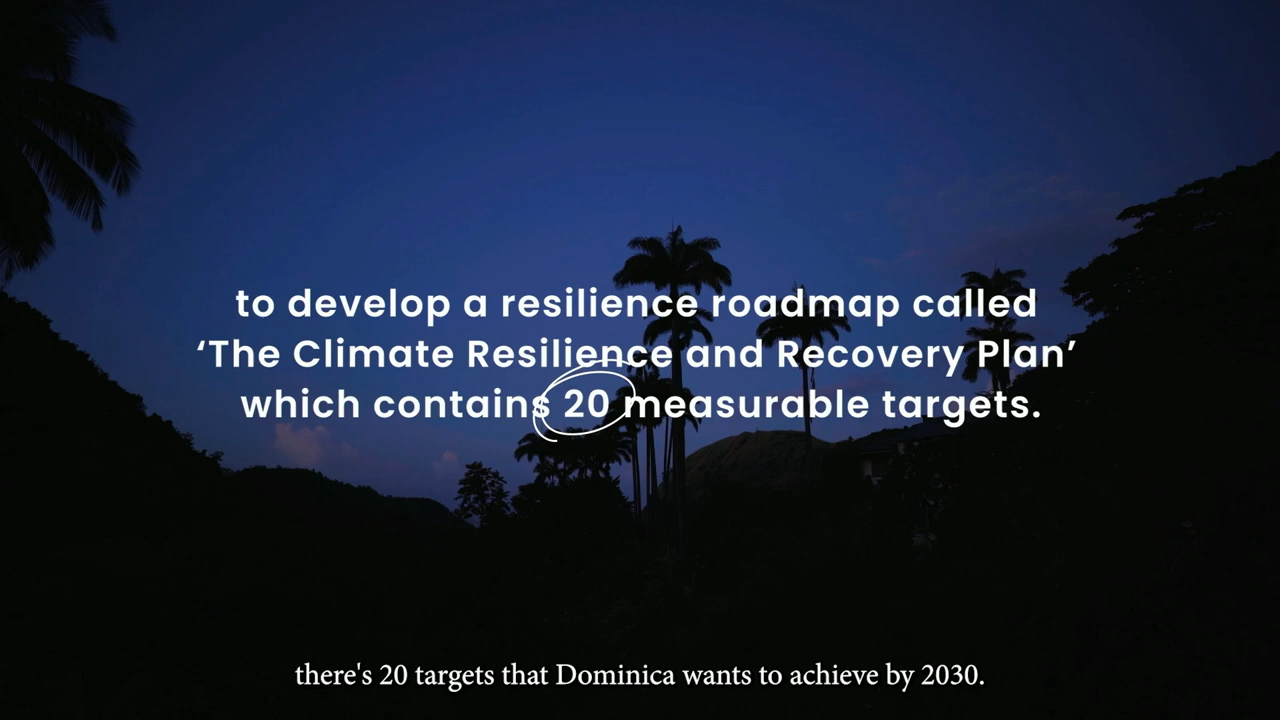 to develop a resilience roadmap called
‘The Climate Resilience and Recovery Plan’
which contains 20 measurable targets.
there's 20 targets that Dominica wants to achieve by 2030.